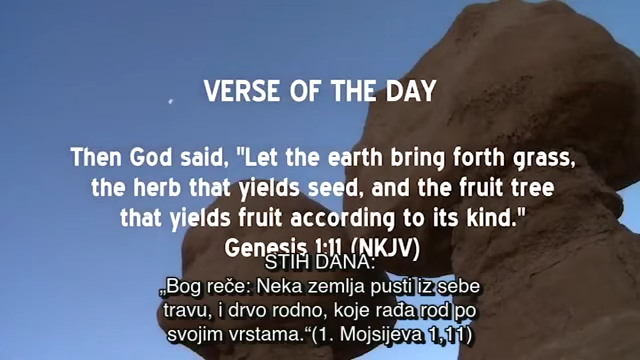 VERSE OF THE DAY
Then God said, "Let the earth bring forth grass,
the herb that yields seed, and the fruit tree
that yields fruit according to its kind."
Genesis 1:11 (NKJV)
STIH DANA:
„Bog reče: Neka zemlja pusti iz sebe
travu, i drvo rodno, koje rađa rod po
svojim vrstama.“(1. Mojsijeva 1,11)